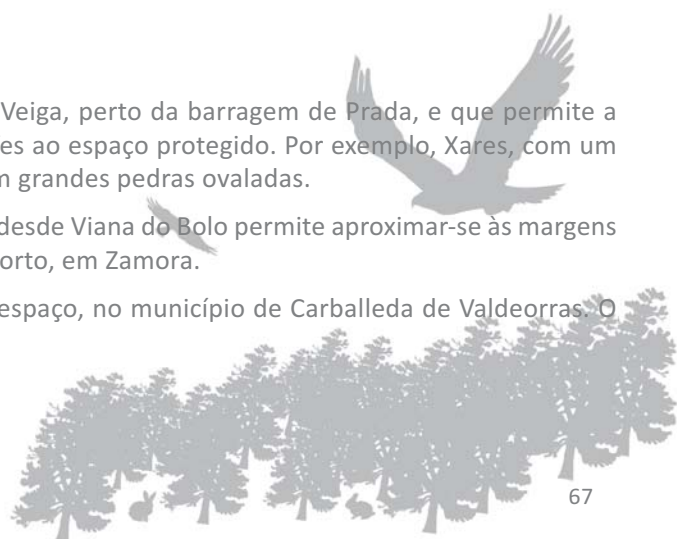 Veiga, perto da barragem de Prada, e que permite a
es ao espaço protegido. Por exemplo, Xares, com um
m grandes pedras ovaladas.
desde Viana do Bolo permite aproximar-se às margens
orto, em Zamora.
espaço, no município de Carballeda de Valdeorras. O
67